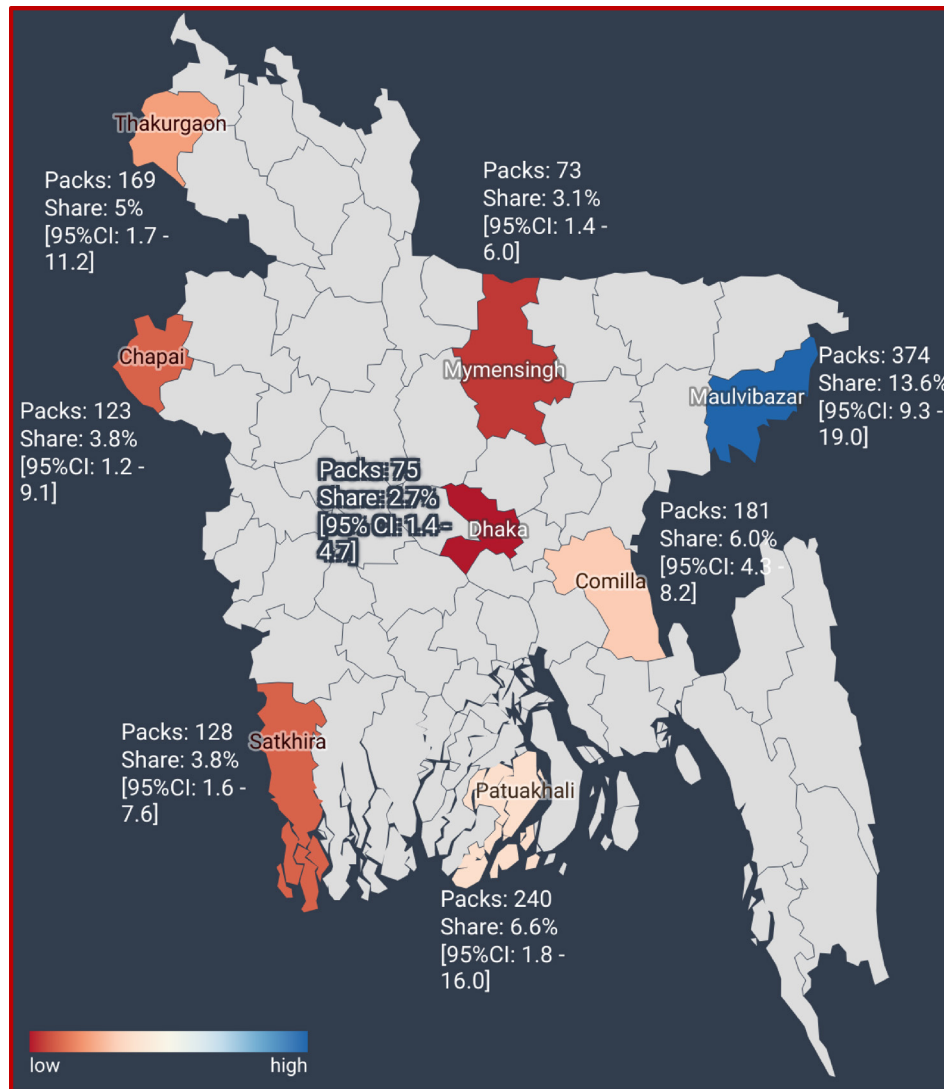 Thakurgaon
Packs: 169
Share: 5%
[95%CI: 1.7 -
11.2]
Packs: 73
Share: 3.1%
[95%CI: 1.4 -
6.0]
Mymensingh
Chapai
Packs: 123
Share: 3.8%
[95%CI: 1.2 -
9.1]
Maulvibazar
Packs: 374
Share: 13.6%
[95%CI: 9.3 -
19.0]
Packs: 75
Share: 2.7%
[95% CI: 1.4 -
4.7]
Dhaka
Packs: 181
Share: 6.0%
[95%CI: 4.3 -
8.2]
Comilla
Satkhira
Packs: 128
Share: 3.8%
[95%CI: 1.6 -
7.6]
Patuakhali
Packs: 240
Share: 6.6%
[95%CI: 1.8 -
16.0]
low
high